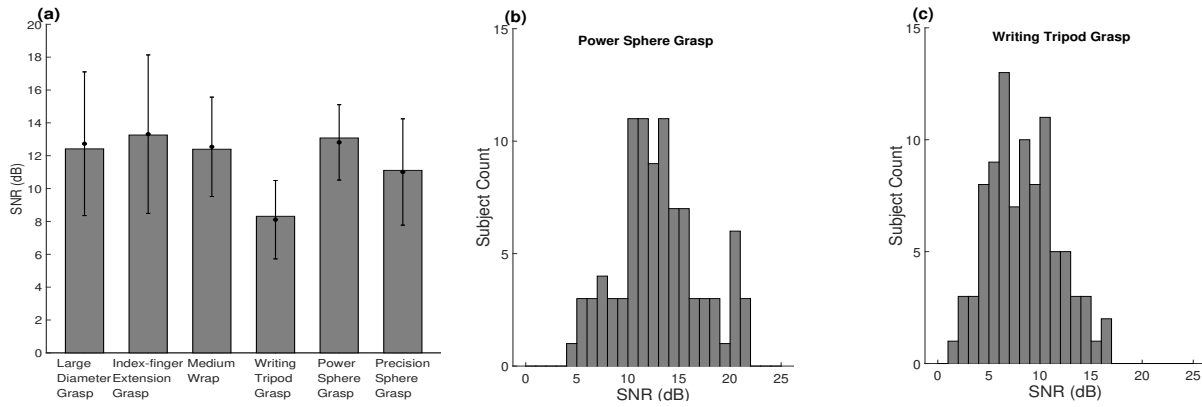 (a)
20
18
16
14
12
10
8
6
4
2
0
SNR (dB)
Large
Diameter
Grasp
Index-finger
Extension
Grasp
Medium
Wrap
Writing
Tripod
Grasp
Power
Sphere
Grasp
Precision
Sphere
Grasp
(b)
Power Sphere Grasp
15
10
5
0
Subject Count
0 5 10 15 20 25
SNR (dB)
(c)
Writing Tripod Grasp
15
10
5
0
Subject Count
0 5 10 15 20 25
SNR (dB)